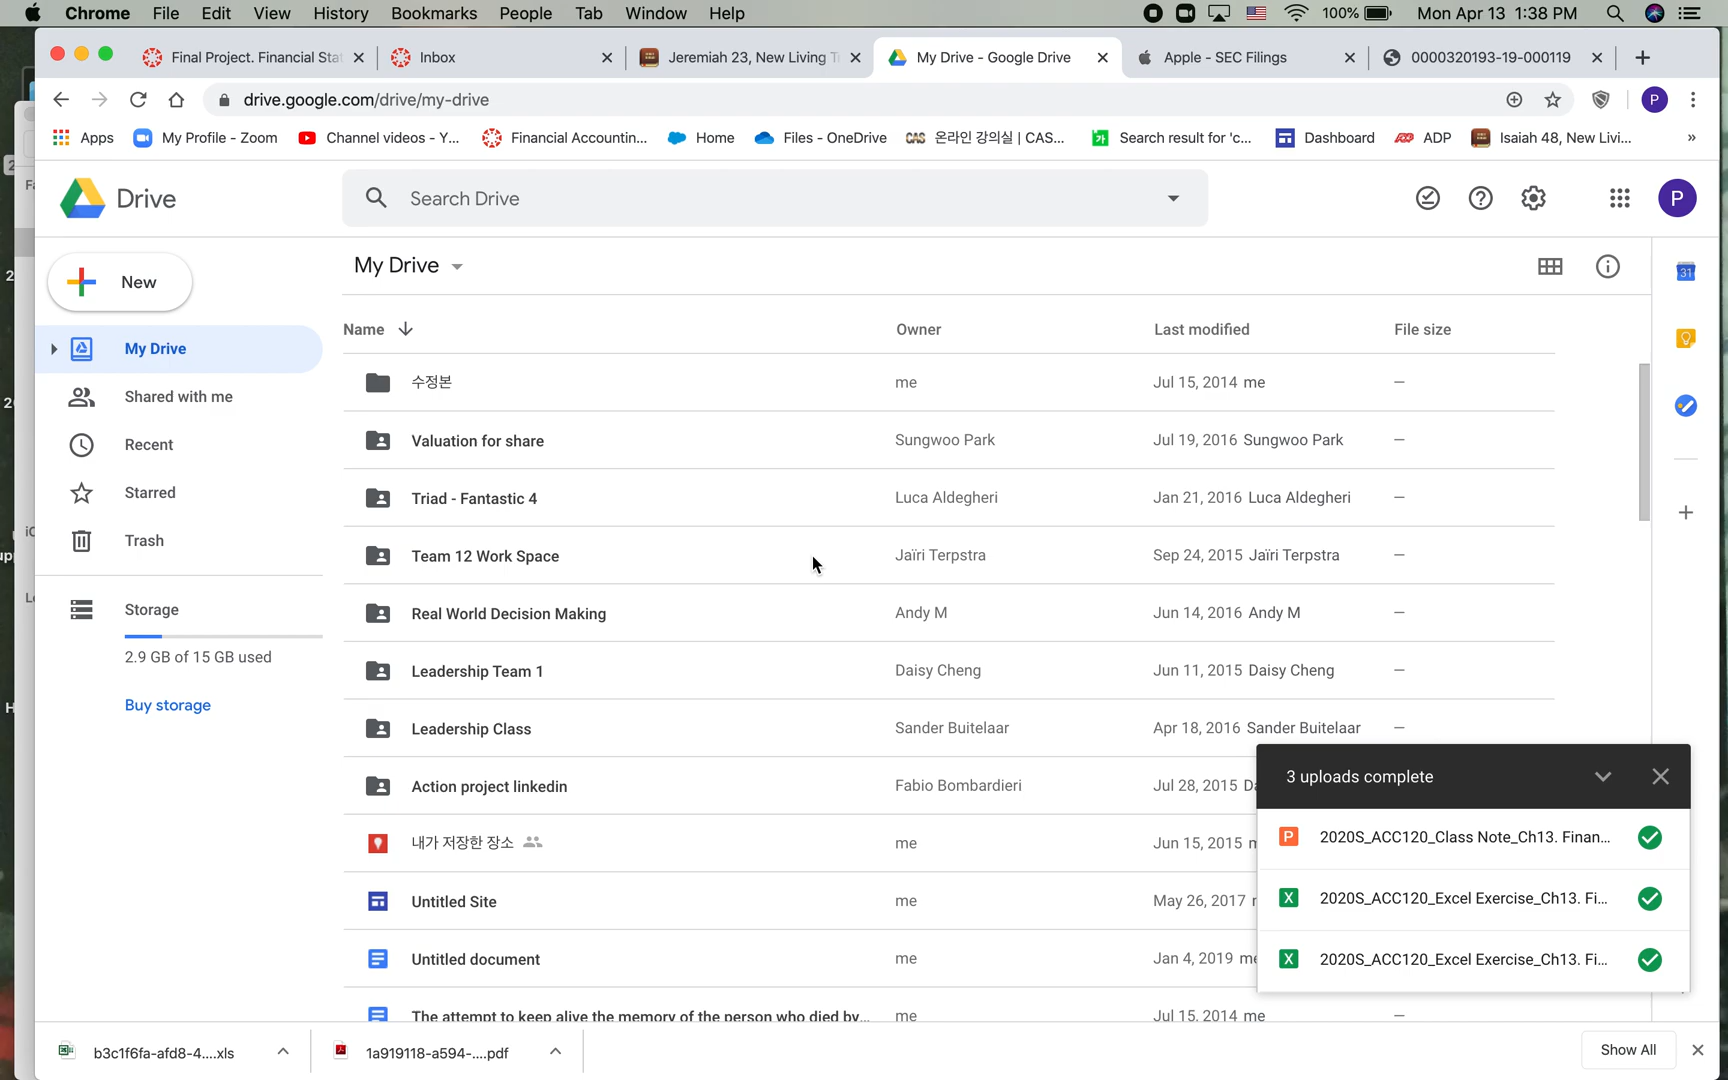 Chrome File Edit View History Bookmarks People Tab Window Help 100% Mon Apr 13 1:38 PM
Final Project. Financial Stat Inbox Jeremiah 23, New Living T My Drive - Google Drive Apple - SEC Filings 0000320193-19-000119
drive.google.com/drive/my-drive P
Apps My Profile - Zoom Channel videos - Y... Financial Accountin... Home Files - OneDrive CAS 온라인 강의실 | CAS... Search result for 'c... Dashboard ADP ADP Isaiah 48, New Livi... »
Drive Search Drive P
New My Drive 31
Name Owner Last modified File size
My Drive
수정본 me Jul 15, 2014 me –
Shared with me
Valuation for share Sungwoo Park Jul 19, 2016 Sungwoo Park –
Recent
Triad - Fantastic 4 Luca Aldegheri Jan 21, 2016 Luca Aldegheri –
Starred
Trash
Team 12 Work Space Jaïri Terpstra Sep 24, 2015 Jaïri Terpstra –
Storage
Real World Decision Making Andy M Jun 14, 2016 Andy M –
2.9 GB of 15 GB used
Leadership Team 1 Daisy Cheng Jun 11, 2015 Daisy Cheng –
Buy storage
Leadership Class Sander Buitelaar Apr 18, 2016 Sander Buitelaar –
3 uploads complete
Action project linkedin Fabio Bombardieri Jul 28, 2015
P 2020S_ACC120_Class Note_Ch13. Finan...
내가 저장한 장소 me Jun 15, 2015
X 2020S_ACC120_Excel Exercise_Ch13. Fi...
Untitled Site me May 26, 2017
X 2020S_ACC120_Excel Exercise_Ch13. Fi...
Untitled document me Jan 4, 2019 me
The attempt to keep alive the memory of the person who died by... me Jul 15, 2014 me –
b3c1f6fa-afd8-4....xls 1a919118-a594-....pdf Show All